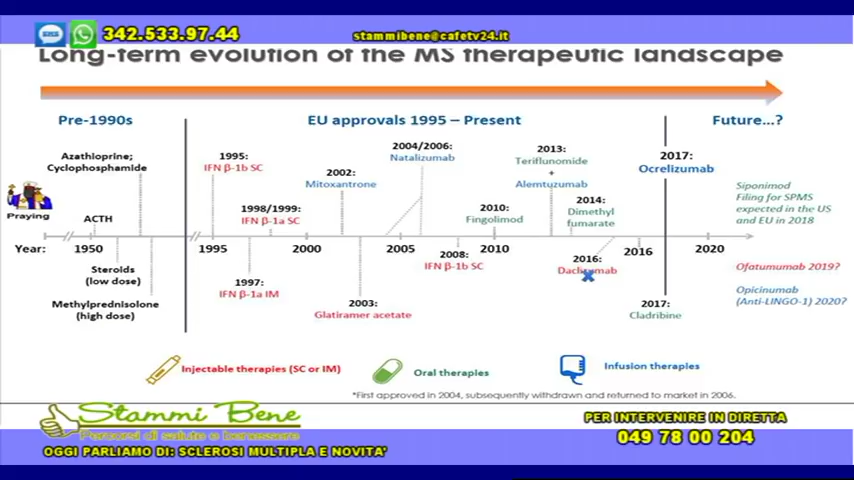 342.533.97.44
stammibene@cafetv24.it
Long-term evolution of the MS therapeutic landscape
Pre-1990s
EU approvals 1995 – Present
Future...?
Azathioprine;
Cyclophosphamide
Praying
ACTH
1995:
IFN β-1b SC
1998/1999:
IFN β-1a SC
2002:
Mitoxantrone
2004/2006:
Natalizumab
2010:
Fingolimod
2013:
Teriflunomide
+
Alemtuzumab
2014:
Dimethyl
fumarate
2017:
Ocrelizumab
Siponimod
Filing for SPMS
expected in the US
and EU in 2018
Year:
1950
1995
2000
2005
2010
2016
2020
Steroids
(low dose)
Methylprednisolone
(high dose)
1997:
IFN β-1a IM
2003:
Glatiramer acetate
2008:
IFN β-1b SC
2016:
Daclizumab
2017:
Cladribine
Ofatumumab 2019?
Opicinumab
(Anti-LINGO-1) 2020?
Injectable therapies (SC or IM)
Oral therapies
Infusion therapies
*First approved in 2004, subsequently withdrawn and returned to market in 2006.
Stammi Bene
Percorsi di salute e benessere
PER INTERVENIRE IN DIRETTA
049 78 00 204
OGGI PARLIAMO DI: SCLEROSI MULTIPLA E NOVITA'